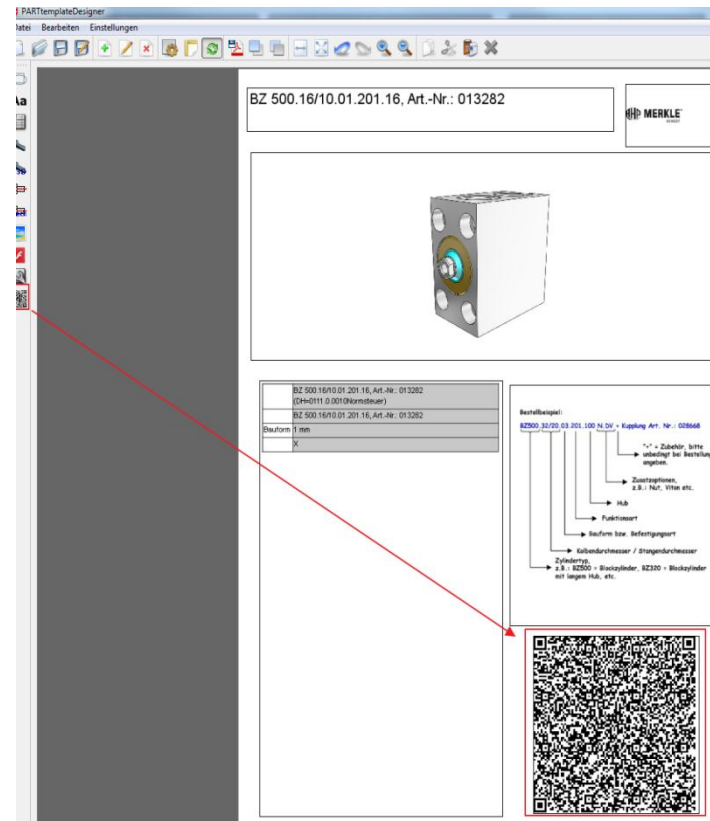 PARTtemplateDesigner
Datei Bearbeiten Einstellungen
Aa
BZ 500.16/10.01.201.16, Art.-Nr.: 013282
MERKLE
BZ 500.16/10.01.201.16, Art.-Nr.: 013282
(DH=0111.0.0010Normsteuer)
BZ 500.16/10.01.201.16, Art.-Nr.: 013282
Bauform 1 mm
X
Bestellbeispiel:
BZ500.32/20.03.201.100.N.DV + Kupplung Art. Nr.: 028668
"+" = Zubehör, bitte
unbedingt bei Bestellung
angeben.
Zusatzoptionen,
z.B.: Nut, Viton etc.
Hub
Funktionsart
Bauform bzw. Befestigungsart
Kolbendurchmesser / Stangendurchmesser
Zylindertyp,
z.B.: BZ500 = Blockzylinder, BZ320 = Blockzylinder
mit langem Hub, etc.